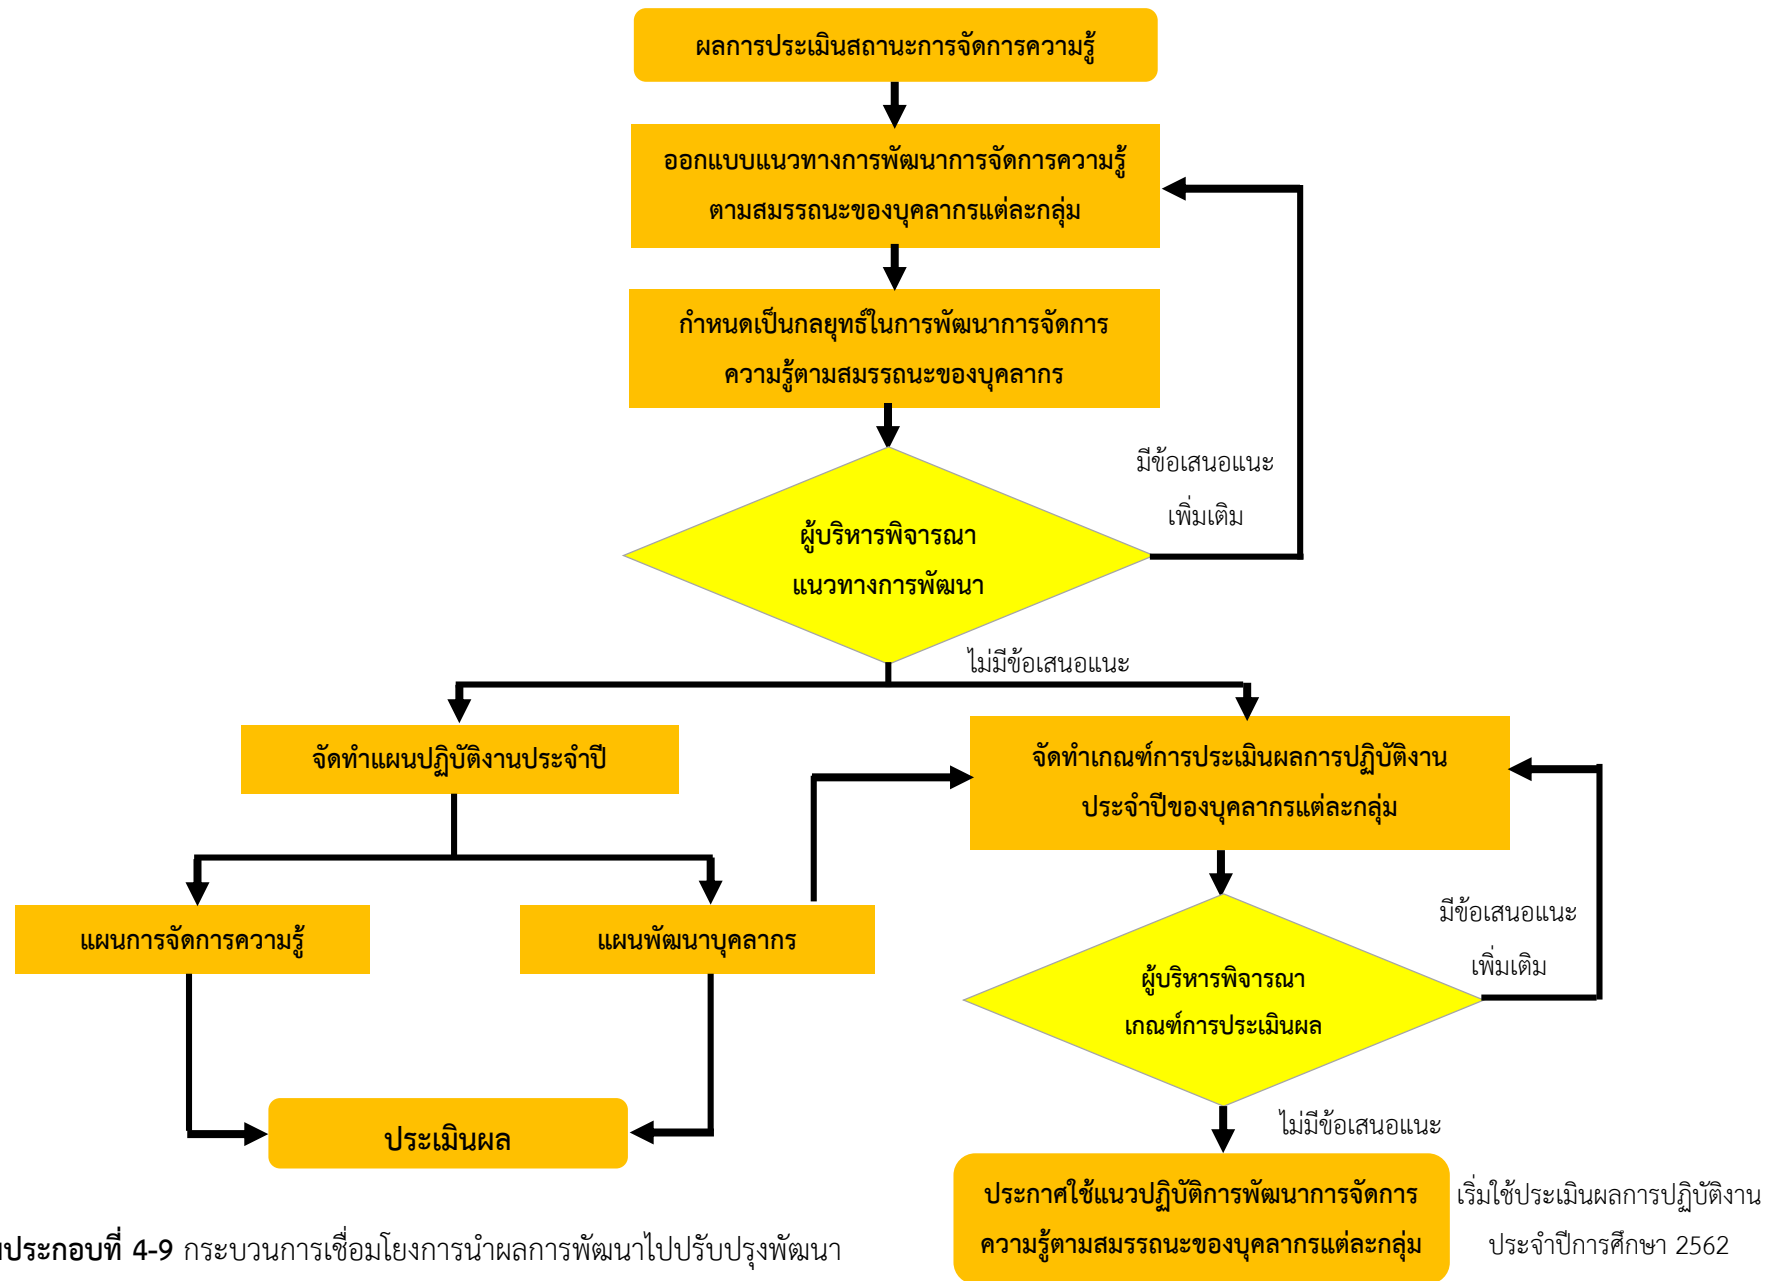 ผลการประเมินสถานะการจัดการความรู้
ออกแบบแนวทางการพัฒนาการจัดการความรู้
ตามสมรรถนะของบุคลากรแต่ละกลุ่ม
กำหนดเป็นกลยุทธ์ในการพัฒนาการจัดการ
ความรู้ตามสมรรถนะของบุคลากร
มีข้อเสนอแนะ
เพิ่มเติม
ผู้บริหารพิจารณา
แนวทางการพัฒนา
ไม่มีข้อเสนอแนะ
จัดทำแผนปฏิบัติงานประจำปี
จัดทำเกณฑ์การประเมินผลการปฏิบัติงาน
ประจำปีของบุคลากรแต่ละกลุ่ม
แผนการจัดการความรู้
แผนพัฒนาบุคลากร
มีข้อเสนอแนะ
เพิ่มเติม
ผู้บริหารพิจารณา
เกณฑ์การประเมินผล
ประเมินผล
ไม่มีข้อเสนอแนะ
ประกาศใช้แนวปฏิบัติการพัฒนาการจัดการ
ความรู้ตามสมรรถนะของบุคลากรแต่ละกลุ่ม
เริ่มใช้ประเมินผลการปฏิบัติงาน
ประจำปีการศึกษา 2562
ประกอบที่ 4-9 กระบวนการเชื่อมโยงการนำผลการพัฒนาไปปรับปรุงพัฒนา